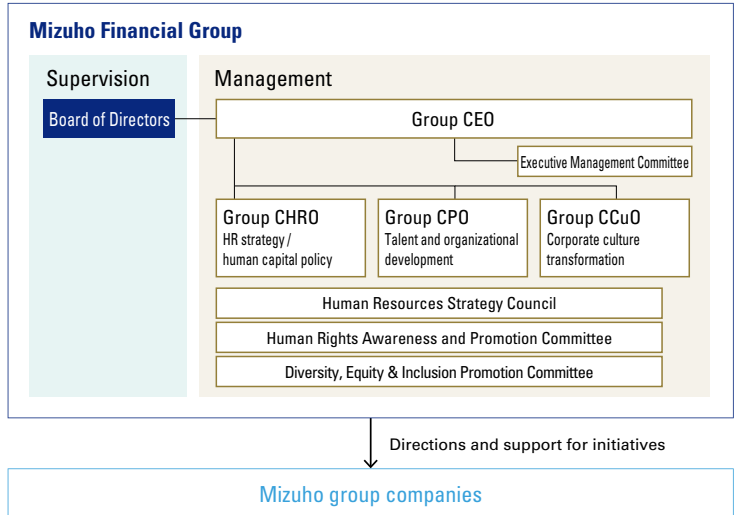 Mizuho Financial Group
Supervision
Management
Board of Directors
Group CEO
Executive Management Committee
Group CHRO
HR strategy /
human capital policy
Group CPO
Talent and organizational
development
Group CCuO
Corporate culture
transformation
Human Resources Strategy Council
Human Rights Awareness and Promotion Committee
Diversity, Equity & Inclusion Promotion Committee
Directions and support for initiatives
Mizuho group companies